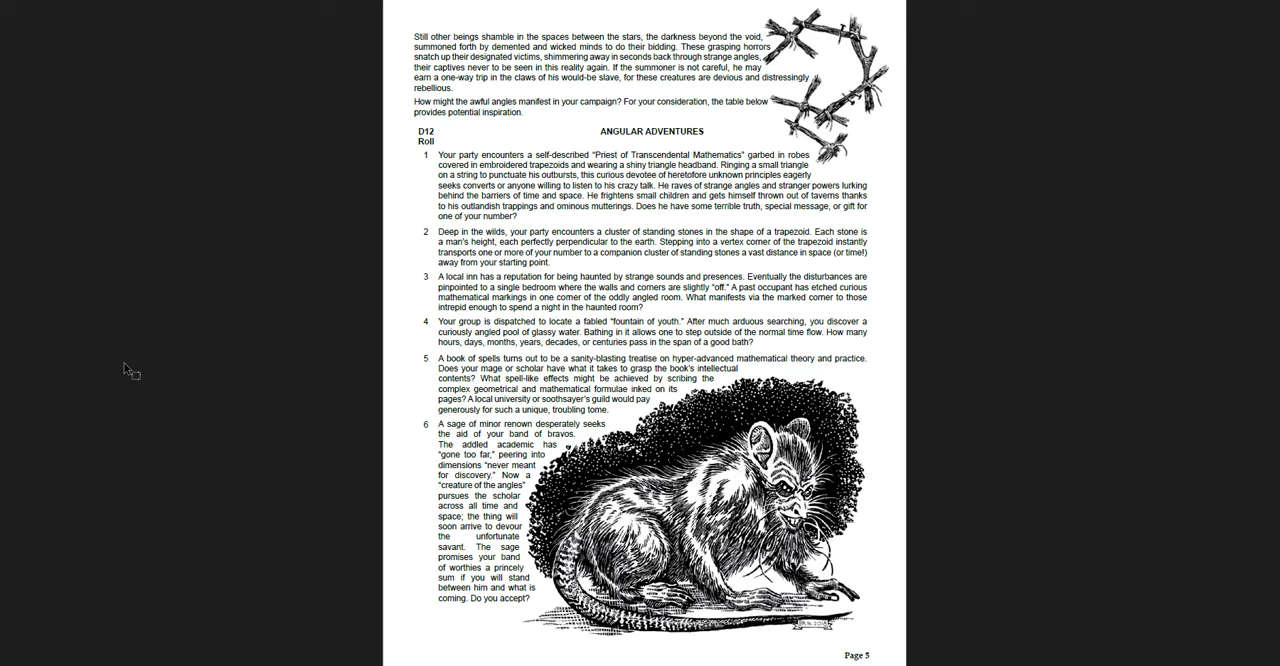 Still other beings shamble in the spaces between the stars, the darkness beyond the void,
summoned forth by demented and wicked minds to do their bidding. These grasping horrors
snatch up their designated victims, shimmering away in seconds back through strange angles,
their captives never to be seen in this reality again. If the summoner is not careful, he may
earn a one-way trip in the claws of his would-be slave, for these creatures are devious and distressingly
rebellious.
How might the awful angles manifest in your campaign? For your consideration, the table below
provides potential inspiration.
D12 ANGULAR ADVENTURES
Roll
1 Your party encounters a self-described “Priest of Transcendental Mathematics” garbed in robes
covered in embroidered trapezoids and wearing a shiny triangle headband. Ringing a small triangle
on a string to punctuate his outbursts, this curious devotee of heretofore unknown principles eagerly
seeks converts or anyone willing to listen to his crazy talk. He raves of strange angles and stranger powers lurking
behind the barriers of time and space. He frightens small children and gets himself thrown out of taverns thanks
to his outlandish trappings and ominous mutterings. Does he have some terrible truth, special message, or gift for
one of your number?
2 Deep in the wilds, your party encounters a cluster of standing stones in the shape of a trapezoid. Each stone is
a man's height, each perfectly perpendicular to the earth. Stepping into a vertex corner of the trapezoid instantly
transports one or more of your number to a companion cluster of standing stones a vast distance in space (or time!)
away from your starting point.
3 A local inn has a reputation for being haunted by strange sounds and presences. Eventually the disturbances are
pinpointed to a single bedroom where the walls and corners are slightly “off.” A past occupant has etched curious
mathematical markings in one corner of the oddly angled room. What manifests via the marked corner to those
intrepid enough to spend a night in the haunted room?
4 Your group is dispatched to locate a fabled “fountain of youth.” After much arduous searching, you discover a
curiously angled pool of glassy water. Bathing in it allows one to step outside of the normal time flow. How many
hours, days, months, years, decades, or centuries pass in the span of a good bath?
5 A book of spells turns out to be a sanity-blasting treatise on hyper-advanced mathematical theory and practice.
Does your mage or scholar have what it takes to grasp the book's intellectual
contents? What spell-like effects might be achieved by scribing the
complex geometrical and mathematical formulae inked on its
pages? A local university or soothsayer's guild would pay
generously for such a unique, troubling tome.
6 A sage of minor renown desperately seeks
the aid of your band of bravos.
The addled academic has
“gone too far,” peering into
dimensions “never meant
for discovery.” Now a
“creature of the angles”
pursues the scholar
across all time and
space; the thing will
soon arrive to devour
the unfortunate
savant. The sage
promises your band
of worthies a princely
sum if you will stand
between him and what is
coming. Do you accept?
Page 5